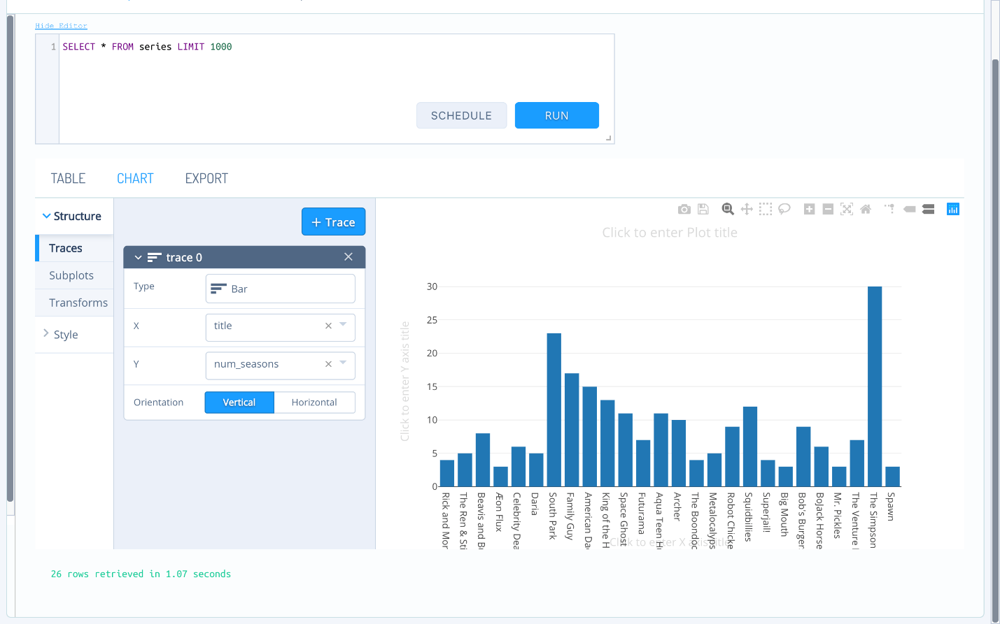 Hide Editor
1
SELECT * FROM series LIMIT 1000
SCHEDULE
RUN
TABLE
CHART
EXPORT
Structure
Traces
Subplots
Transforms
Style
+ Trace
trace 0
Type
Bar
X
title
Y
num_seasons
Orientation
Vertical
Horizontal
Click to enter Plot title
Click to enter Y axis title
30
25
20
15
10
5
0
Rick and Mor
The Ren & Sti
Beavis and Bu
Æon Flux
Celebrity Dea
Daria
South Park
Family Guy
American Dad
King of the H
Space Ghost
Futurama
Aqua Teen H
Archer
The Boondoc
Metalocalyps
Robot Chicke
Squidbillies
Superjail!
Big Mouth
Bob's Burger
BoJack Horse
Mr. Pickles
The Venture
The Simpson
Spawn
Click to enter X axis title
26 rows retrieved in 1.07 seconds